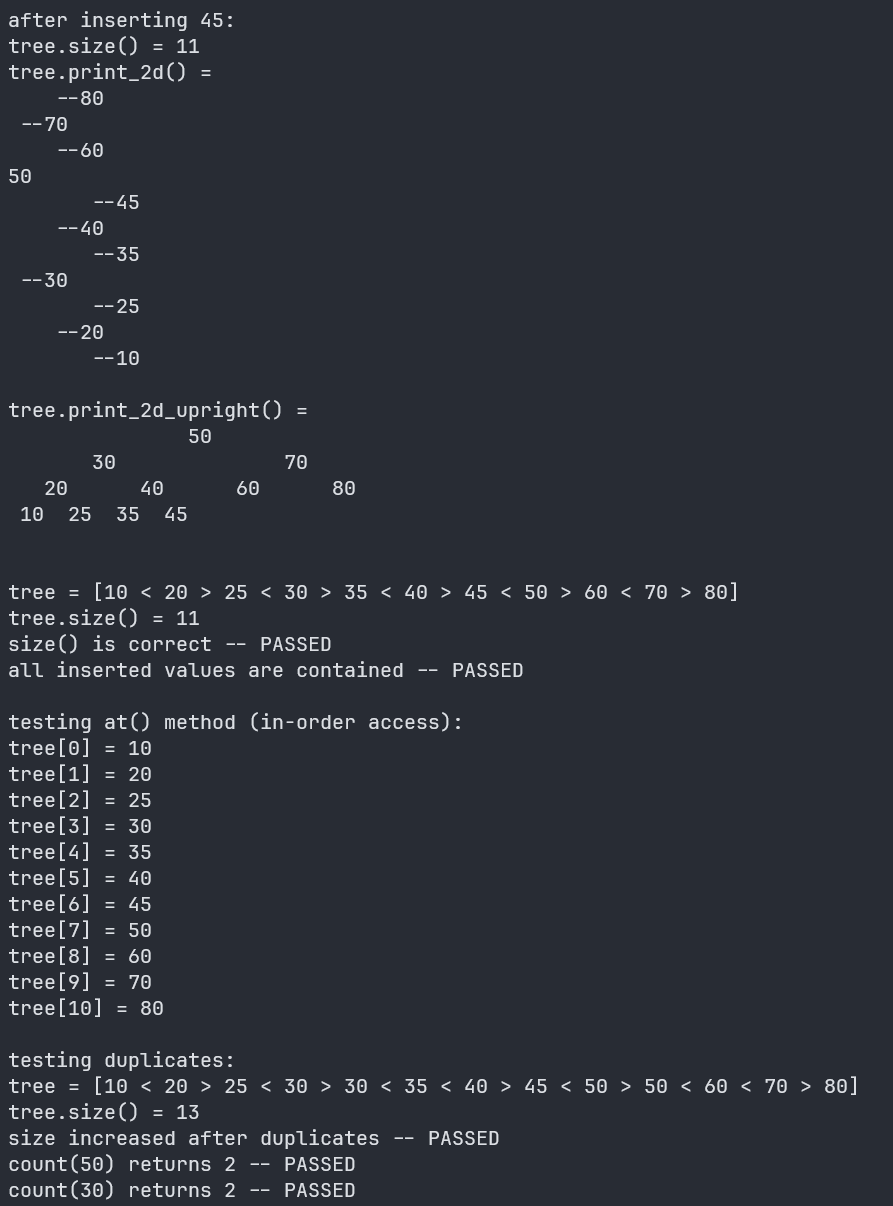 after inserting 45:
tree.size() = 11
tree.print_2d() =
    --80
 --70
    --60
50
       --45
    --40
       --35
 --30
       --25
    --20
       --10

tree.print_2d_upright() =
               50
       30              70
   20      40      60      80
 10  25  35  45


tree = [10 < 20 > 25 < 30 > 35 < 40 > 45 < 50 > 60 < 70 > 80]
tree.size() = 11
size() is correct -- PASSED
all inserted values are contained -- PASSED

testing at() method (in-order access):
tree[0] = 10
tree[1] = 20
tree[2] = 25
tree[3] = 30
tree[4] = 35
tree[5] = 40
tree[6] = 45
tree[7] = 50
tree[8] = 60
tree[9] = 70
tree[10] = 80

testing duplicates:
tree = [10 < 20 > 25 < 30 > 30 < 35 < 40 > 45 < 50 > 50 < 60 < 70 > 80]
tree.size() = 13
size increased after duplicates -- PASSED
count(50) returns 2 -- PASSED
count(30) returns 2 -- PASSED